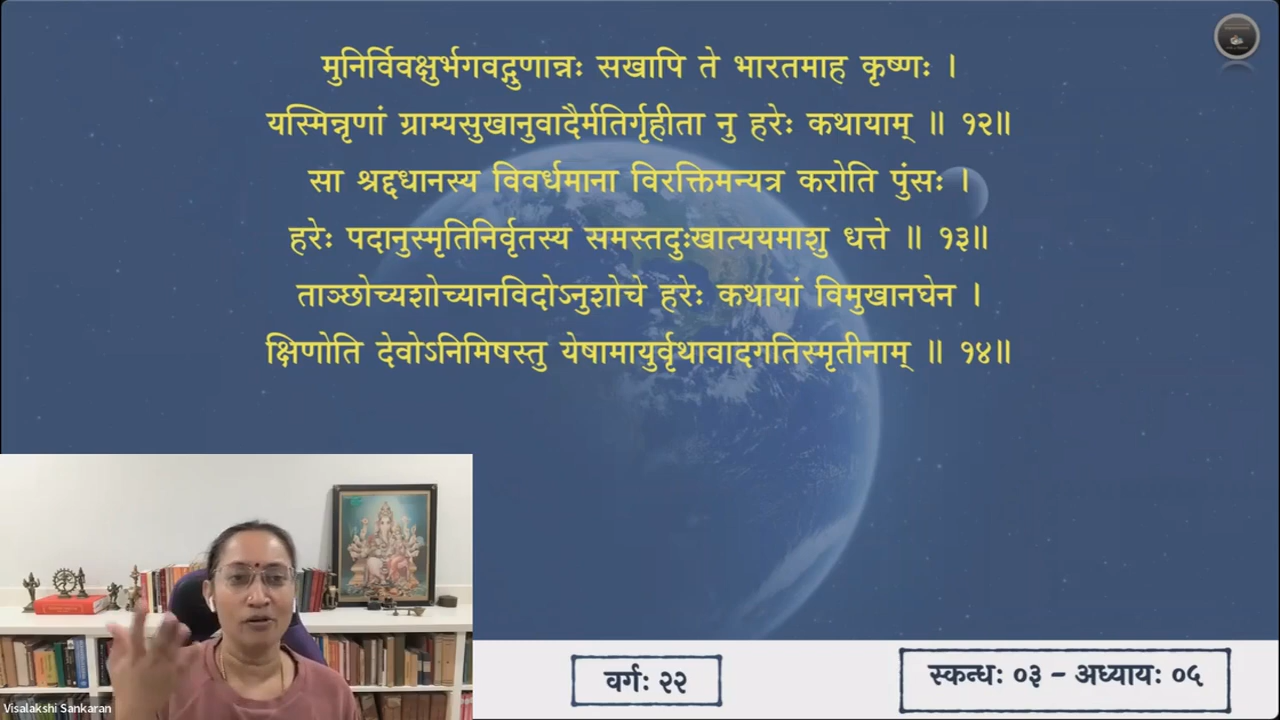 मुनिर्विवक्षुर्भगवद्गुणान्नः सखापि ते भारतमाह कृष्णः ।
यस्मिन्नृणां ग्राम्यसुखानुवादैर्मतिर्गृहीता नु हरेः कथायाम् ॥ १२॥
सा श्रद्दधानस्य विवर्धमाना विरक्तिमन्यत्र करोति पुंसः ।
हरेः पदानुस्मृतिनिर्वृतस्य समस्तदुःखात्ययमाशु धत्ते ॥ १३॥
ताञ्छोच्यशोच्यानविदोऽनुशोचे हरेः कथायां विमुखानघेन ।
क्षिणोति देवोऽनिमिषस्तु येषामायुर्वृथावादगतिस्मृतीनाम् ॥ १४॥
Visalakshi Sankaran
वर्गः २२
स्कन्धः ०३ - अध्यायः ०५